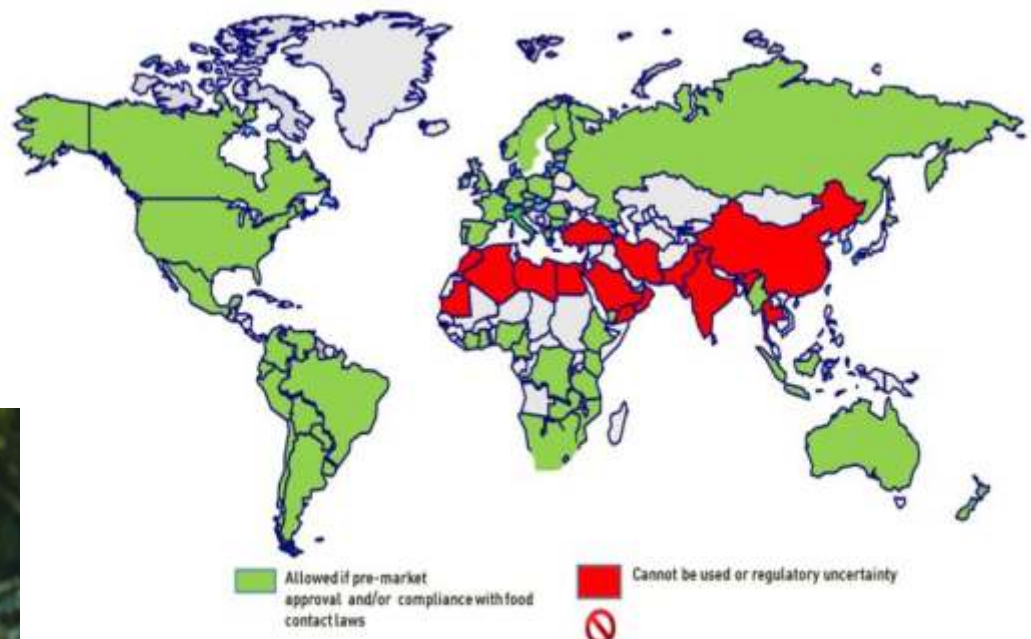 Allowed if pre-market
approval and/or compliance with food
contact laws
Cannot be used or regulatory uncertainty